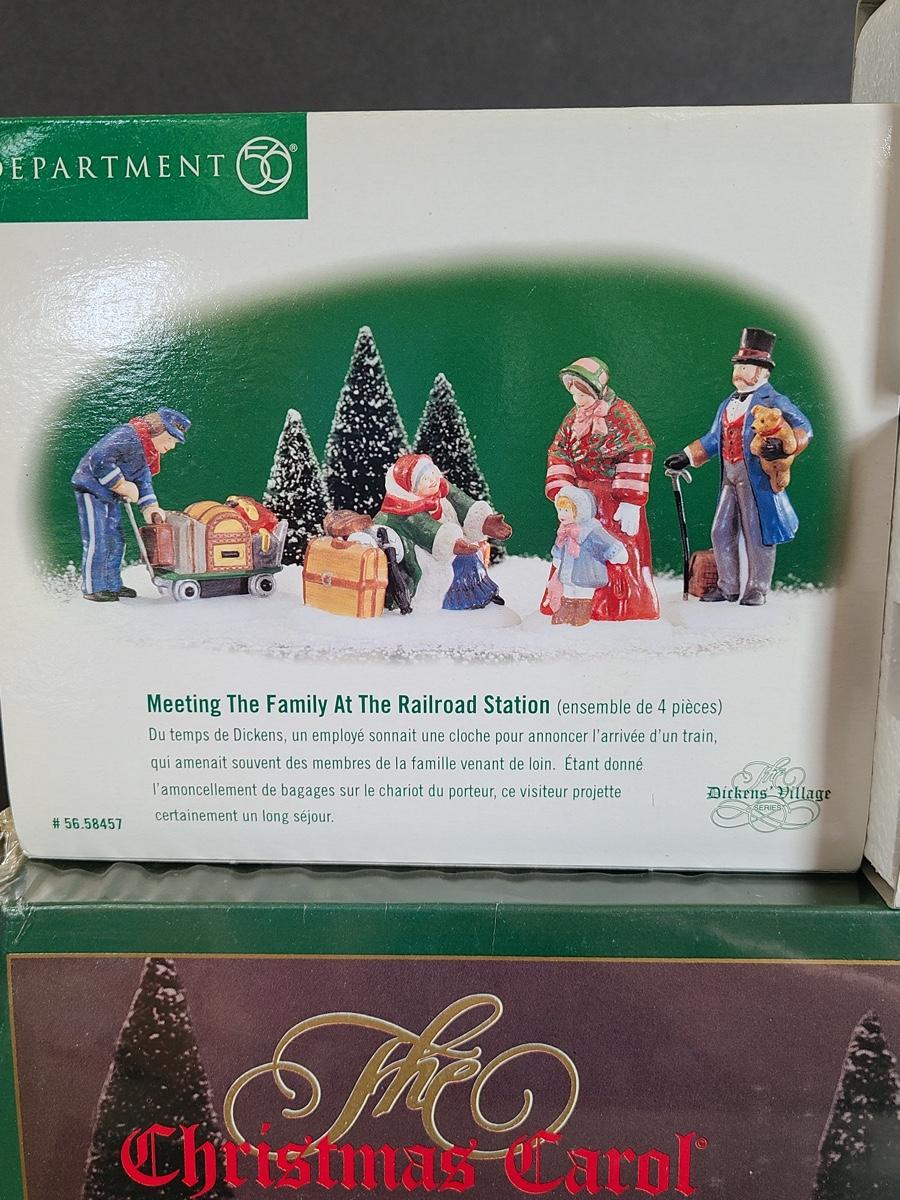 DEPARTMENT 56®
Meeting The Family At The Railroad Station (ensemble de 4 pièces)
Du temps de Dickens, un employé sonnait une cloche pour annoncer l'arrivée d'un train,
qui amenait souvent des membres de la famille venant de loin. Étant donné
l'amoncellement de bagages sur le chariot du porteur, ce visiteur projette
certainement un long séjour.
# 56.58457
The
Dickens' Village
SERIES
The
Christmas Carol